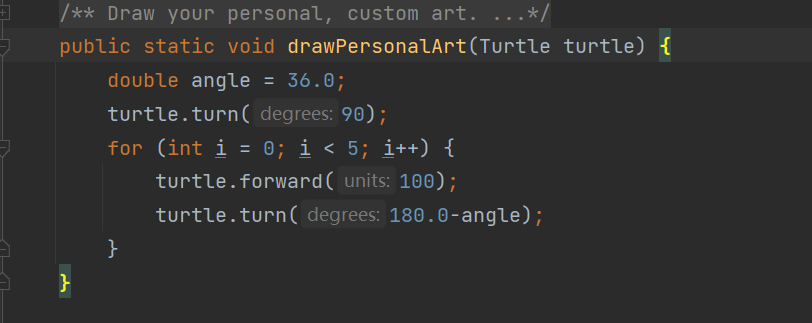 /** Draw your personal, custom art. ...*/
public static void drawPersonalArt(Turtle turtle) {
double angle = 36.0;
turtle.turn( degrees: 90);
for (int i = 0; i < 5; i++) {
turtle.forward( units: 100);
turtle.turn( degrees: 180.0-angle);
}
}